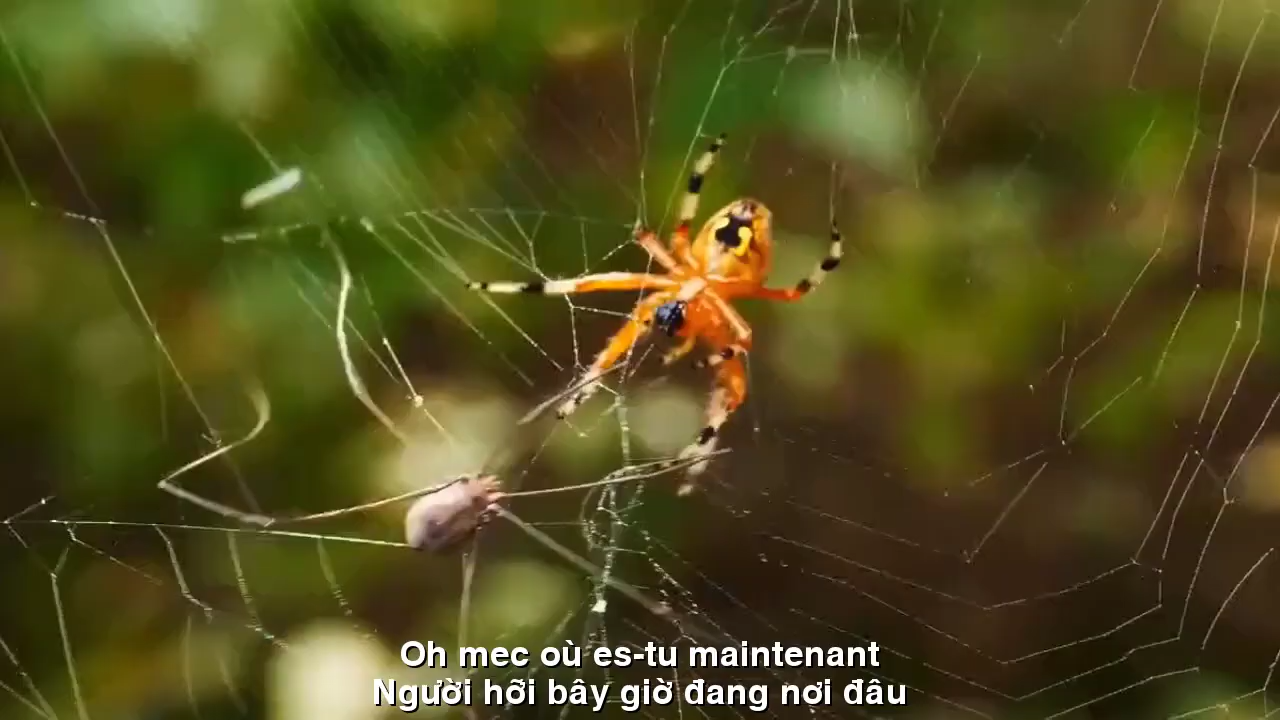 Oh mec où es-tu maintenant
Người hỡi bây giờ đang nơi đâu